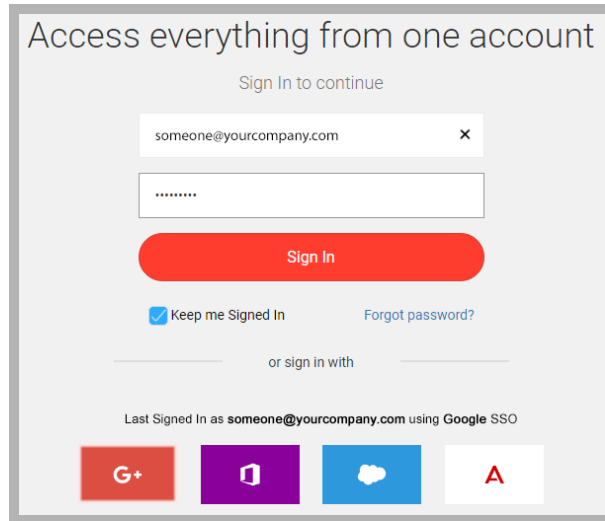 Access everything from one account
Sign In to continue
someone@yourcompany.com ×
•••••••••
Sign In
Keep me Signed In Forgot password?
or sign in with
Last Signed In as someone@yourcompany.com using Google SSO
G+
A